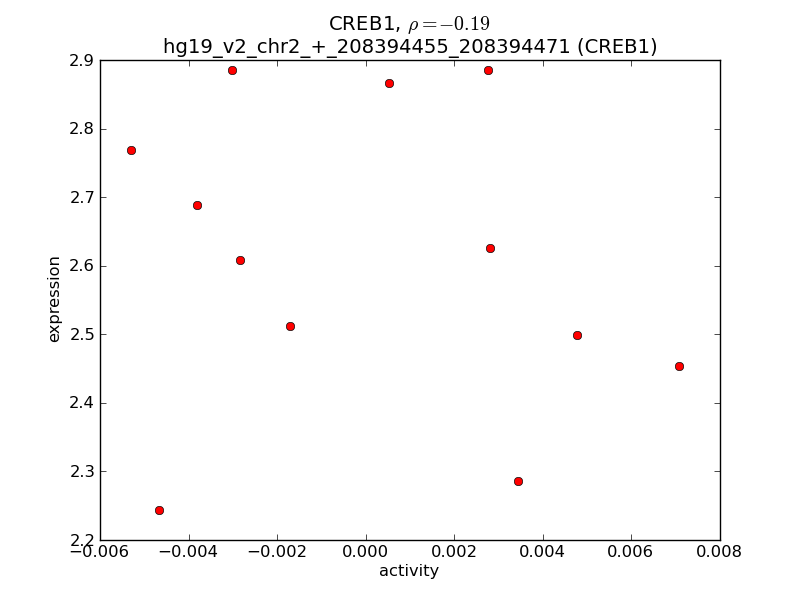 CREB1, ρ = −0.19
hg19_v2_chr2_+_208394455_208394471 (CREB1)
2.9
2.8
2.7
2.6
2.5
2.4
2.3
2.2
expression
−0.006 −0.004 −0.002 0.000 0.002 0.004 0.006 0.008
activity